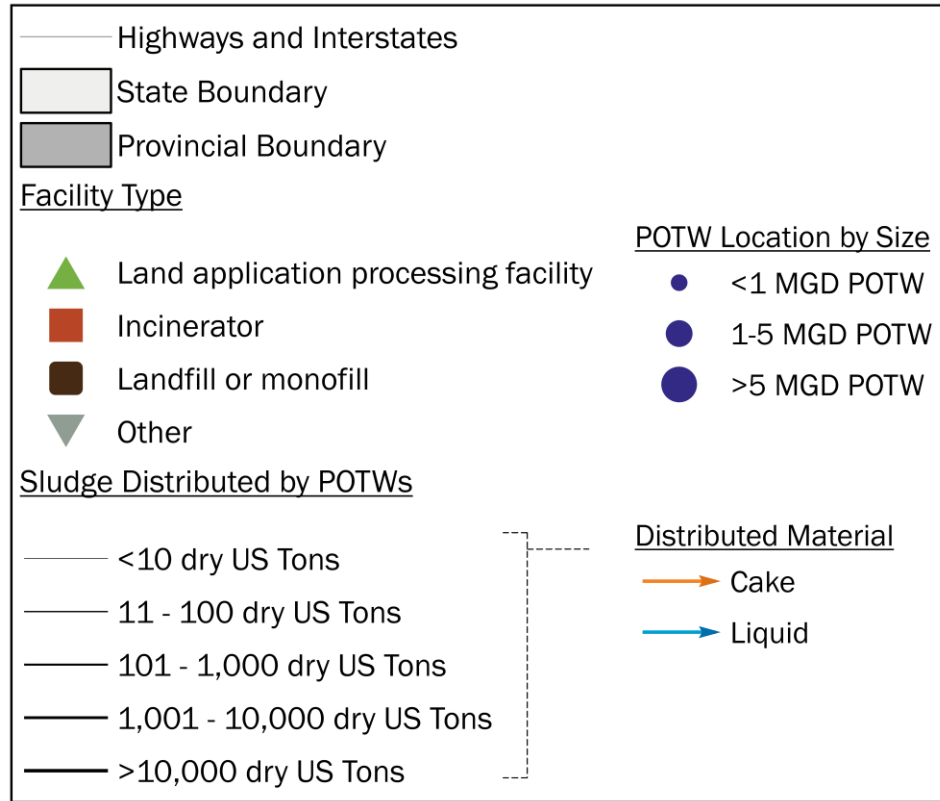 Highways and Interstates
State Boundary
Provincial Boundary
Facility Type
Land application processing facility
Incinerator
Landfill or monofill
Other
POTW Location by Size
<1 MGD POTW
1-5 MGD POTW
>5 MGD POTW
Sludge Distributed by POTWs
<10 dry US Tons
11 - 100 dry US Tons
101 - 1,000 dry US Tons
1,001 - 10,000 dry US Tons
>10,000 dry US Tons
Distributed Material
Cake
Liquid